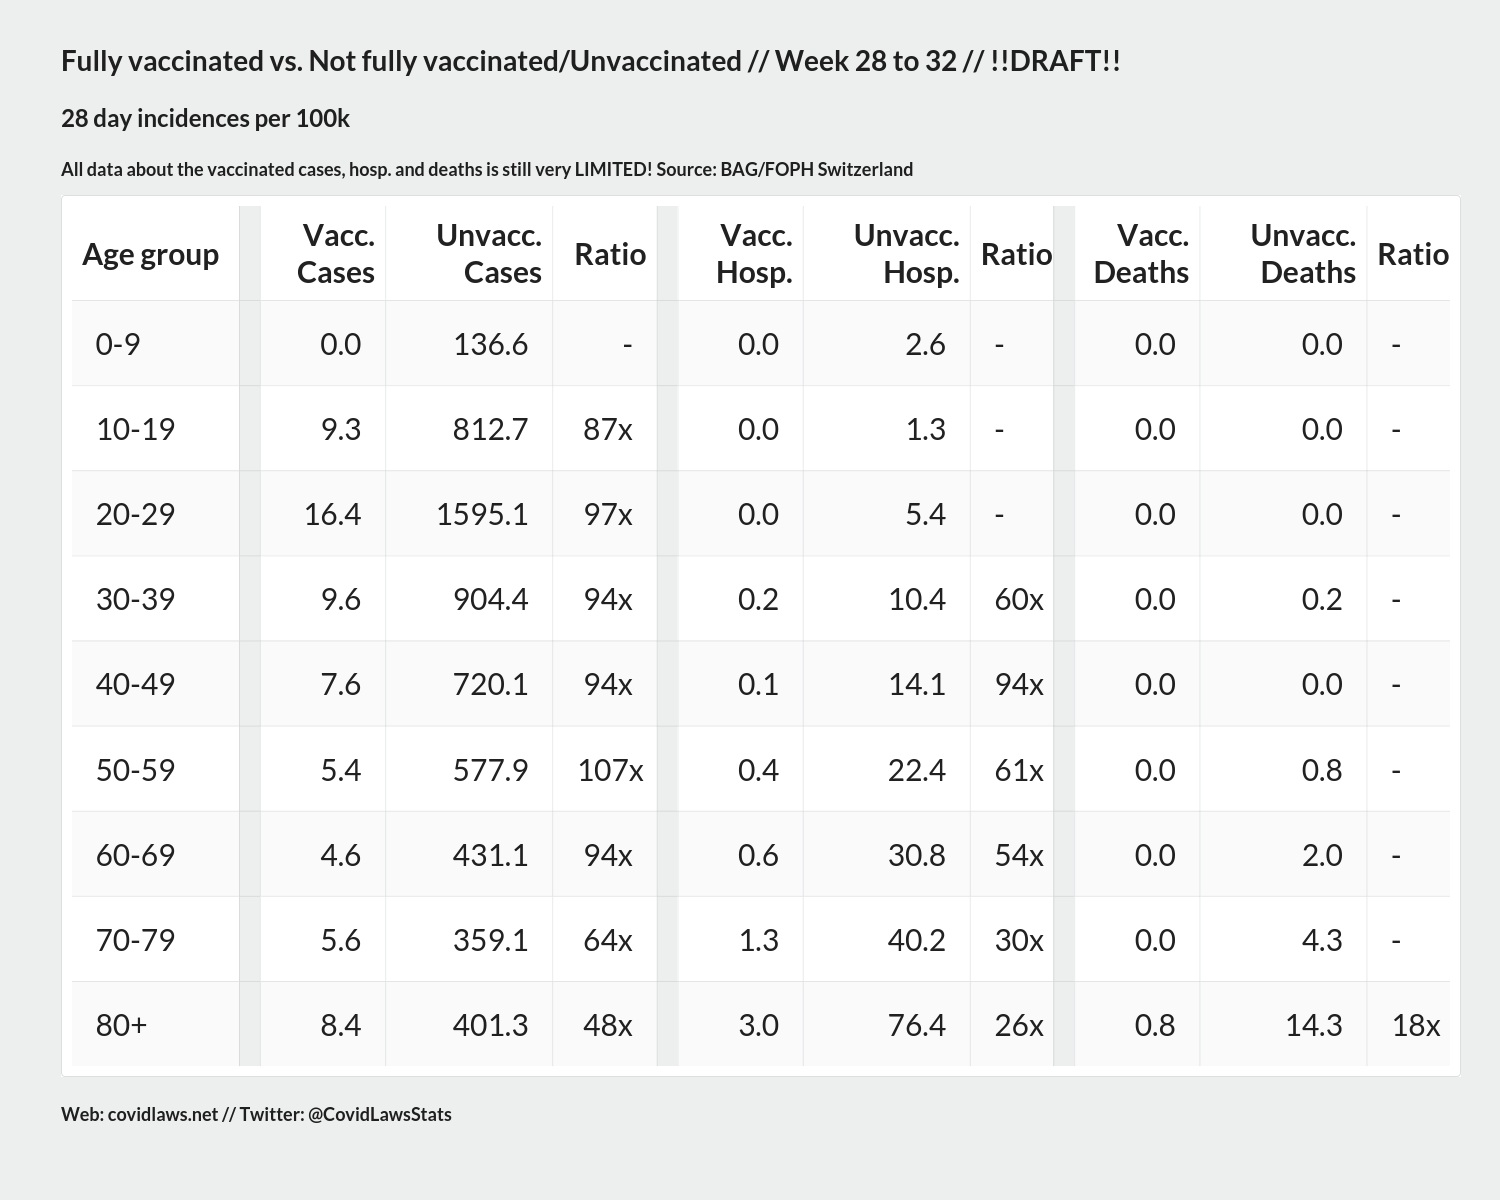 Fully vaccinated vs. Not fully vaccinated/Unvaccinated // Week 28 to 32 // !!DRAFT!!
28 day incidences per 100k
All data about the vaccinated cases, hosp. and deaths is still very LIMITED! Source: BAG/FOPH Switzerland
Age group Vacc. Cases Unvacc. Cases Ratio Vacc. Hosp. Unvacc. Hosp. Ratio Vacc. Deaths Unvacc. Deaths Ratio
0-9 0.0 136.6 - 0.0 2.6 - 0.0 0.0 -
10-19 9.3 812.7 87x 0.0 1.3 - 0.0 0.0 -
20-29 16.4 1595.1 97x 0.0 5.4 - 0.0 0.0 -
30-39 9.6 904.4 94x 0.2 10.4 60x 0.0 0.2 -
40-49 7.6 720.1 94x 0.1 14.1 94x 0.0 0.0 -
50-59 5.4 577.9 107x 0.4 22.4 61x 0.0 0.8 -
60-69 4.6 431.1 94x 0.6 30.8 54x 0.0 2.0 -
70-79 5.6 359.1 64x 1.3 40.2 30x 0.0 4.3 -
80+ 8.4 401.3 48x 3.0 76.4 26x 0.8 14.3 18x
Web: covidlaws.net // Twitter: @CovidLawsStats